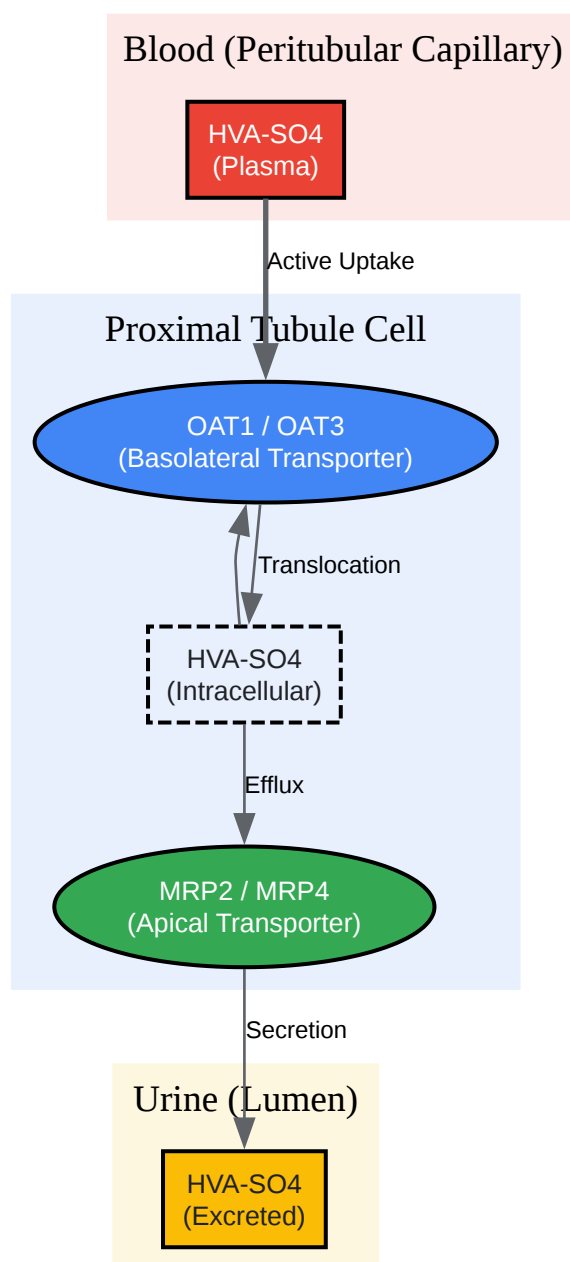 Blood (Peritubular Capillary)
HVA-SO4
(Plasma)
Active Uptake
Proximal Tubule Cell
OAT1 / OAT3
(Basolateral Transporter)
Translocation
HVA-SO4
(Intracellular)
Efflux
MRP2 / MRP4
(Apical Transporter)
Secretion
Urine (Lumen)
HVA-SO4
(Excreted)